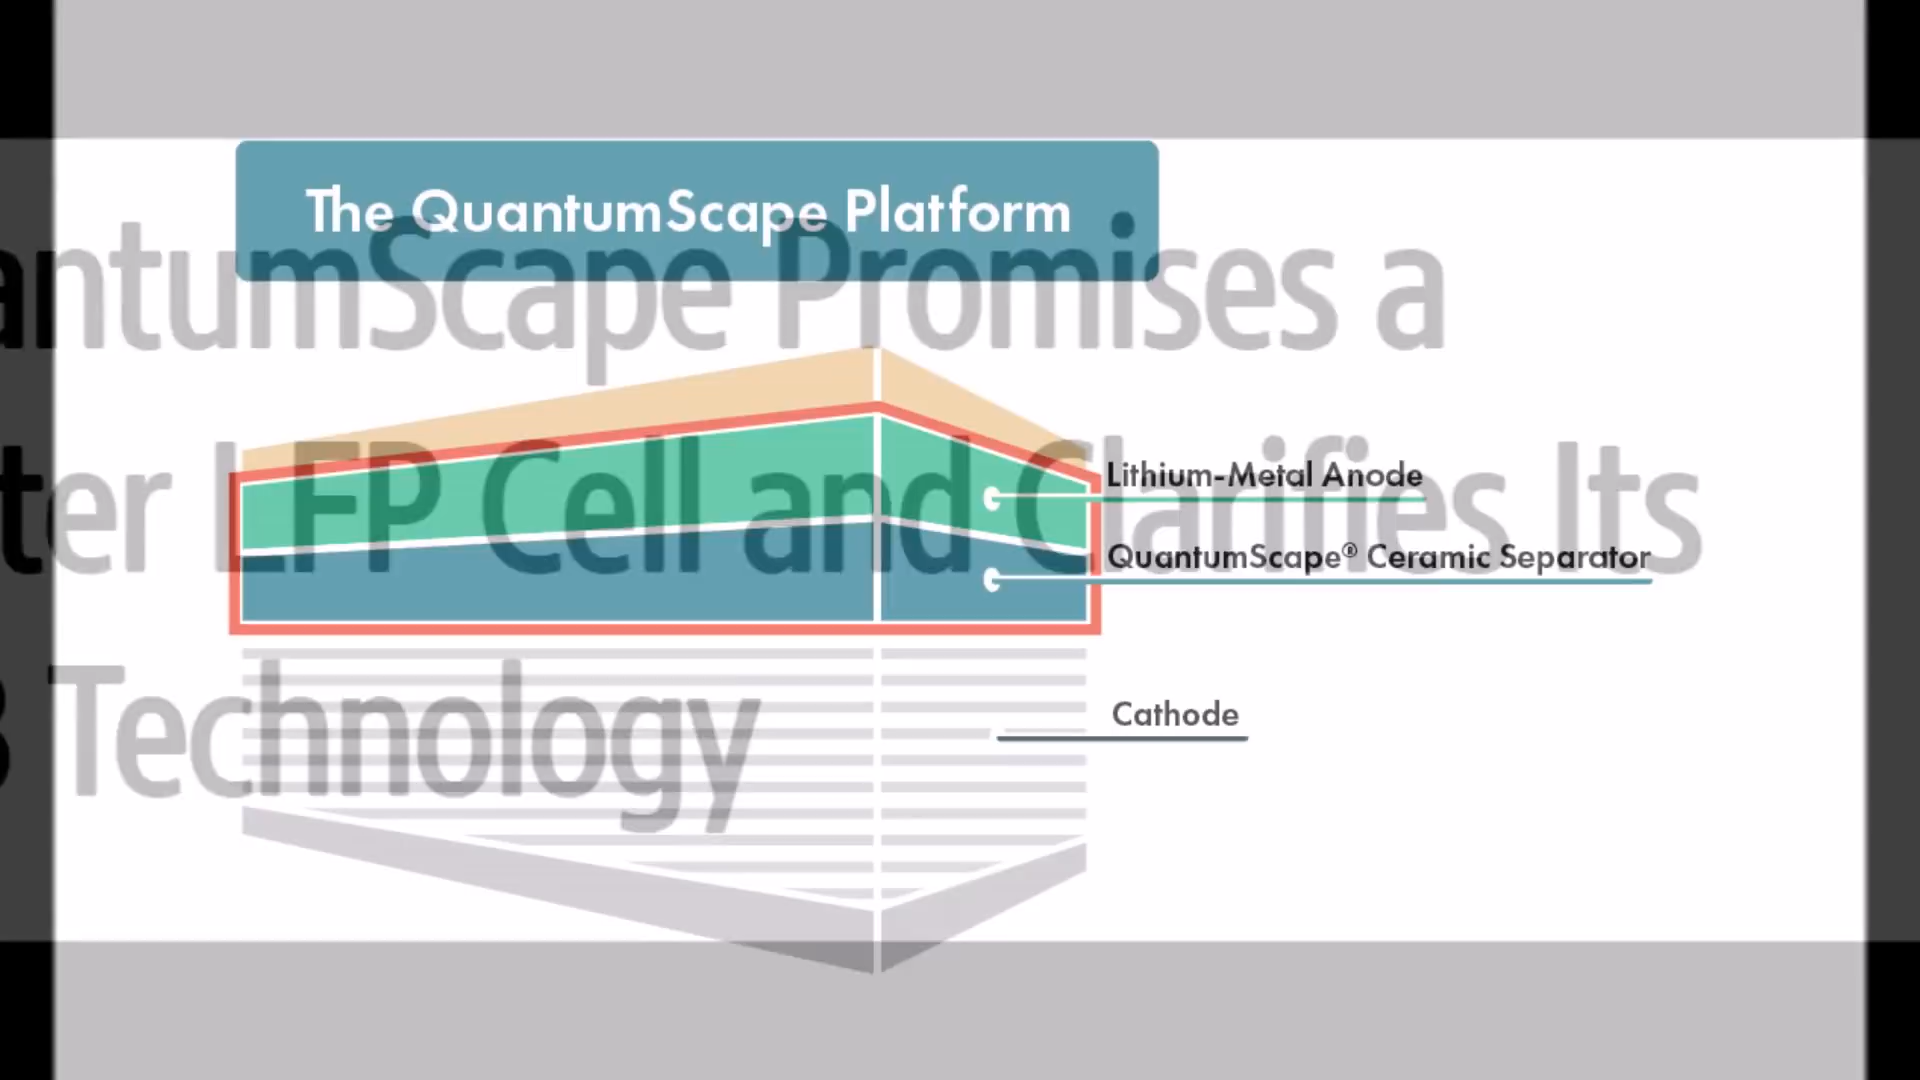 The QuantumScape Platform
antumScape Promises a
ter LFP Cell and Clarifies Its
Technology
Lithium-Metal Anode
QuantumScape® Ceramic Separator
Cathode